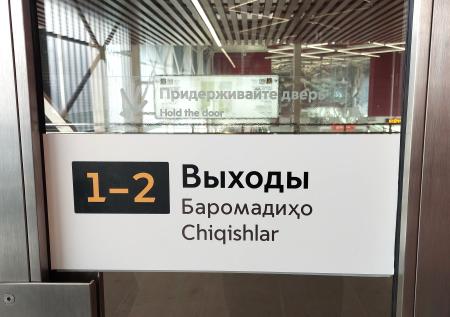 Придерживайте дверь
Hold the door
1-2
Выходы
Баромадиҳо
Chiqishlar